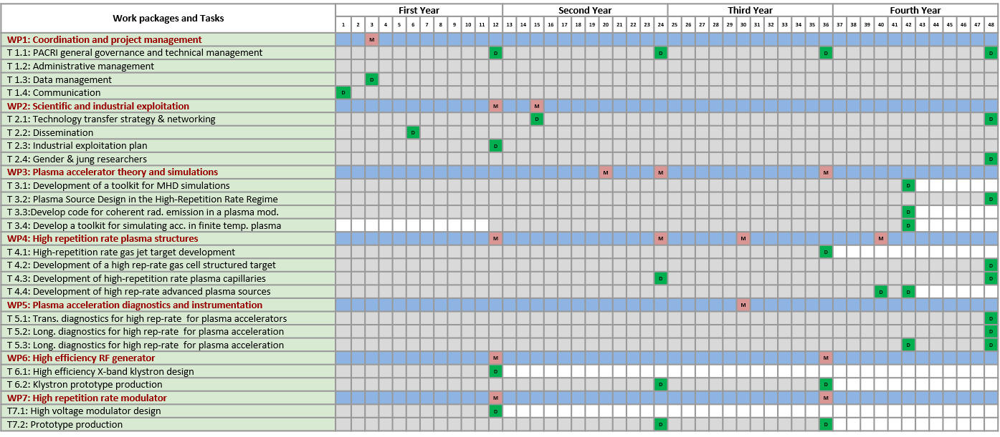 Work packages and Tasks First Year Second Year Third Year Fourth Year
1 2 3 4 5 6 7 8 9 10 11 12 13 14 15 16 17 18 19 20 21 22 23 24 25 26 27 28 29 30 31 32 33 34 35 36 37 38 39 40 41 42 43 44 45 46 47 48
WP1: Coordination and project management M
T 1.1: PACRI general governance and technical management D D D D
T 1.2: Administrative management
T 1.3: Data management D
T 1.4: Communication D
WP2: Scientific and industrial exploitation M M
T 2.1: Technology transfer strategy & networking D D
T 2.2: Dissemination D
T 2.3: Industrial exploitation plan D
T 2.4: Gender & jung researchers D
WP3: Plasma accelerator theory and simulations M M M
T 3.1: Development of a toolkit for MHD simulations D
T 3.2: Plasma Source Design in the High-Repetition Rate Regime D
T 3.3:Develop code for coherent rad. emission in a plasma mod. D
T 3.4: Develop a toolkit for simulating acc. in finite temp. plasma D
WP4: High repetition rate plasma structures M M M M
T 4.1: High-repetition rate gas jet target development D
T 4.2: Development of a high rep-rate gas cell structured target D
T 4.3: Development of high-repetition rate plasma capillaries D D
T 4.4: Development of high rep-rate advanced plasma sources D D
WP5: Plasma acceleration diagnostics and instrumentation M
T 5.1: Trans. diagnostics for high rep-rate for plasma accelerators D
T 5.2: Long. diagnostics for high rep-rate for plasma acceleration D
T 5.3: Long. diagnostics for high rep-rate for plasma acceleration D D
WP6: High efficiency RF generator M M
T 6.1: High efficiency X-band klystron design D
T 6.2: Klystron prototype production D D
WP7: High repetition rate modulator M M
T7.1: High voltage modulator design D
T7.2: Prototype production D D